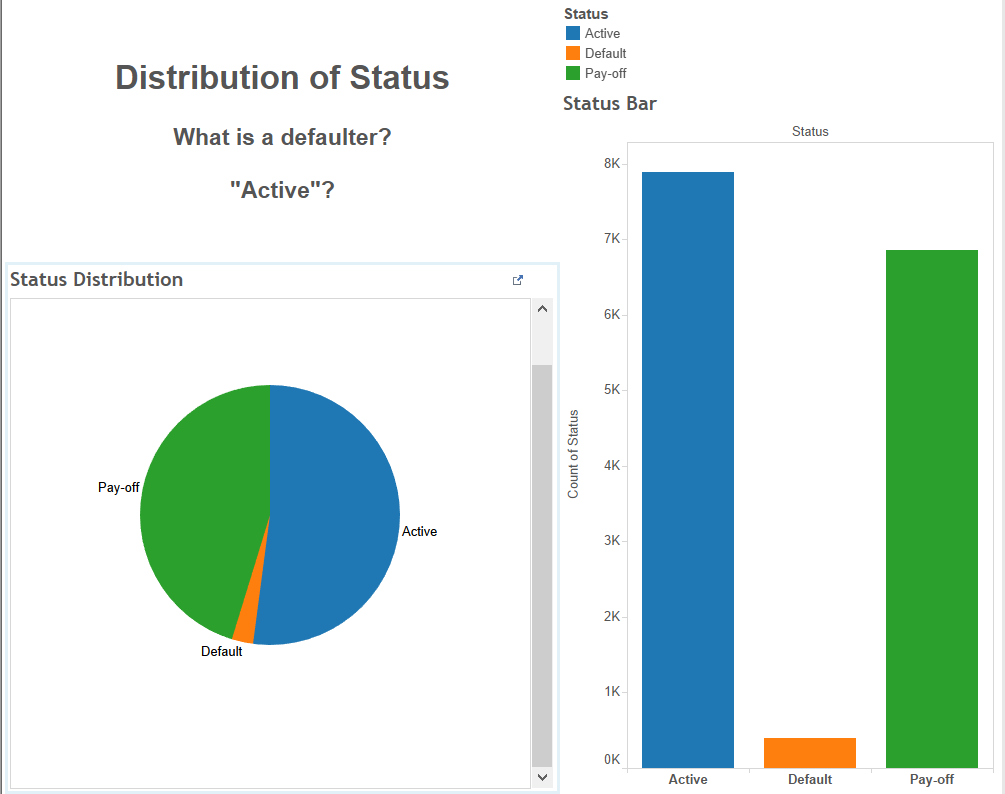 Distribution of Status
What is a defaulter?
"Active"?
Status Distribution
Pay-off
Active
Default
Status
Active
Default
Pay-off
Status Bar
Status
Count of Status
8K
7K
6K
5K
4K
3K
2K
1K
0K
Active Default Pay-off